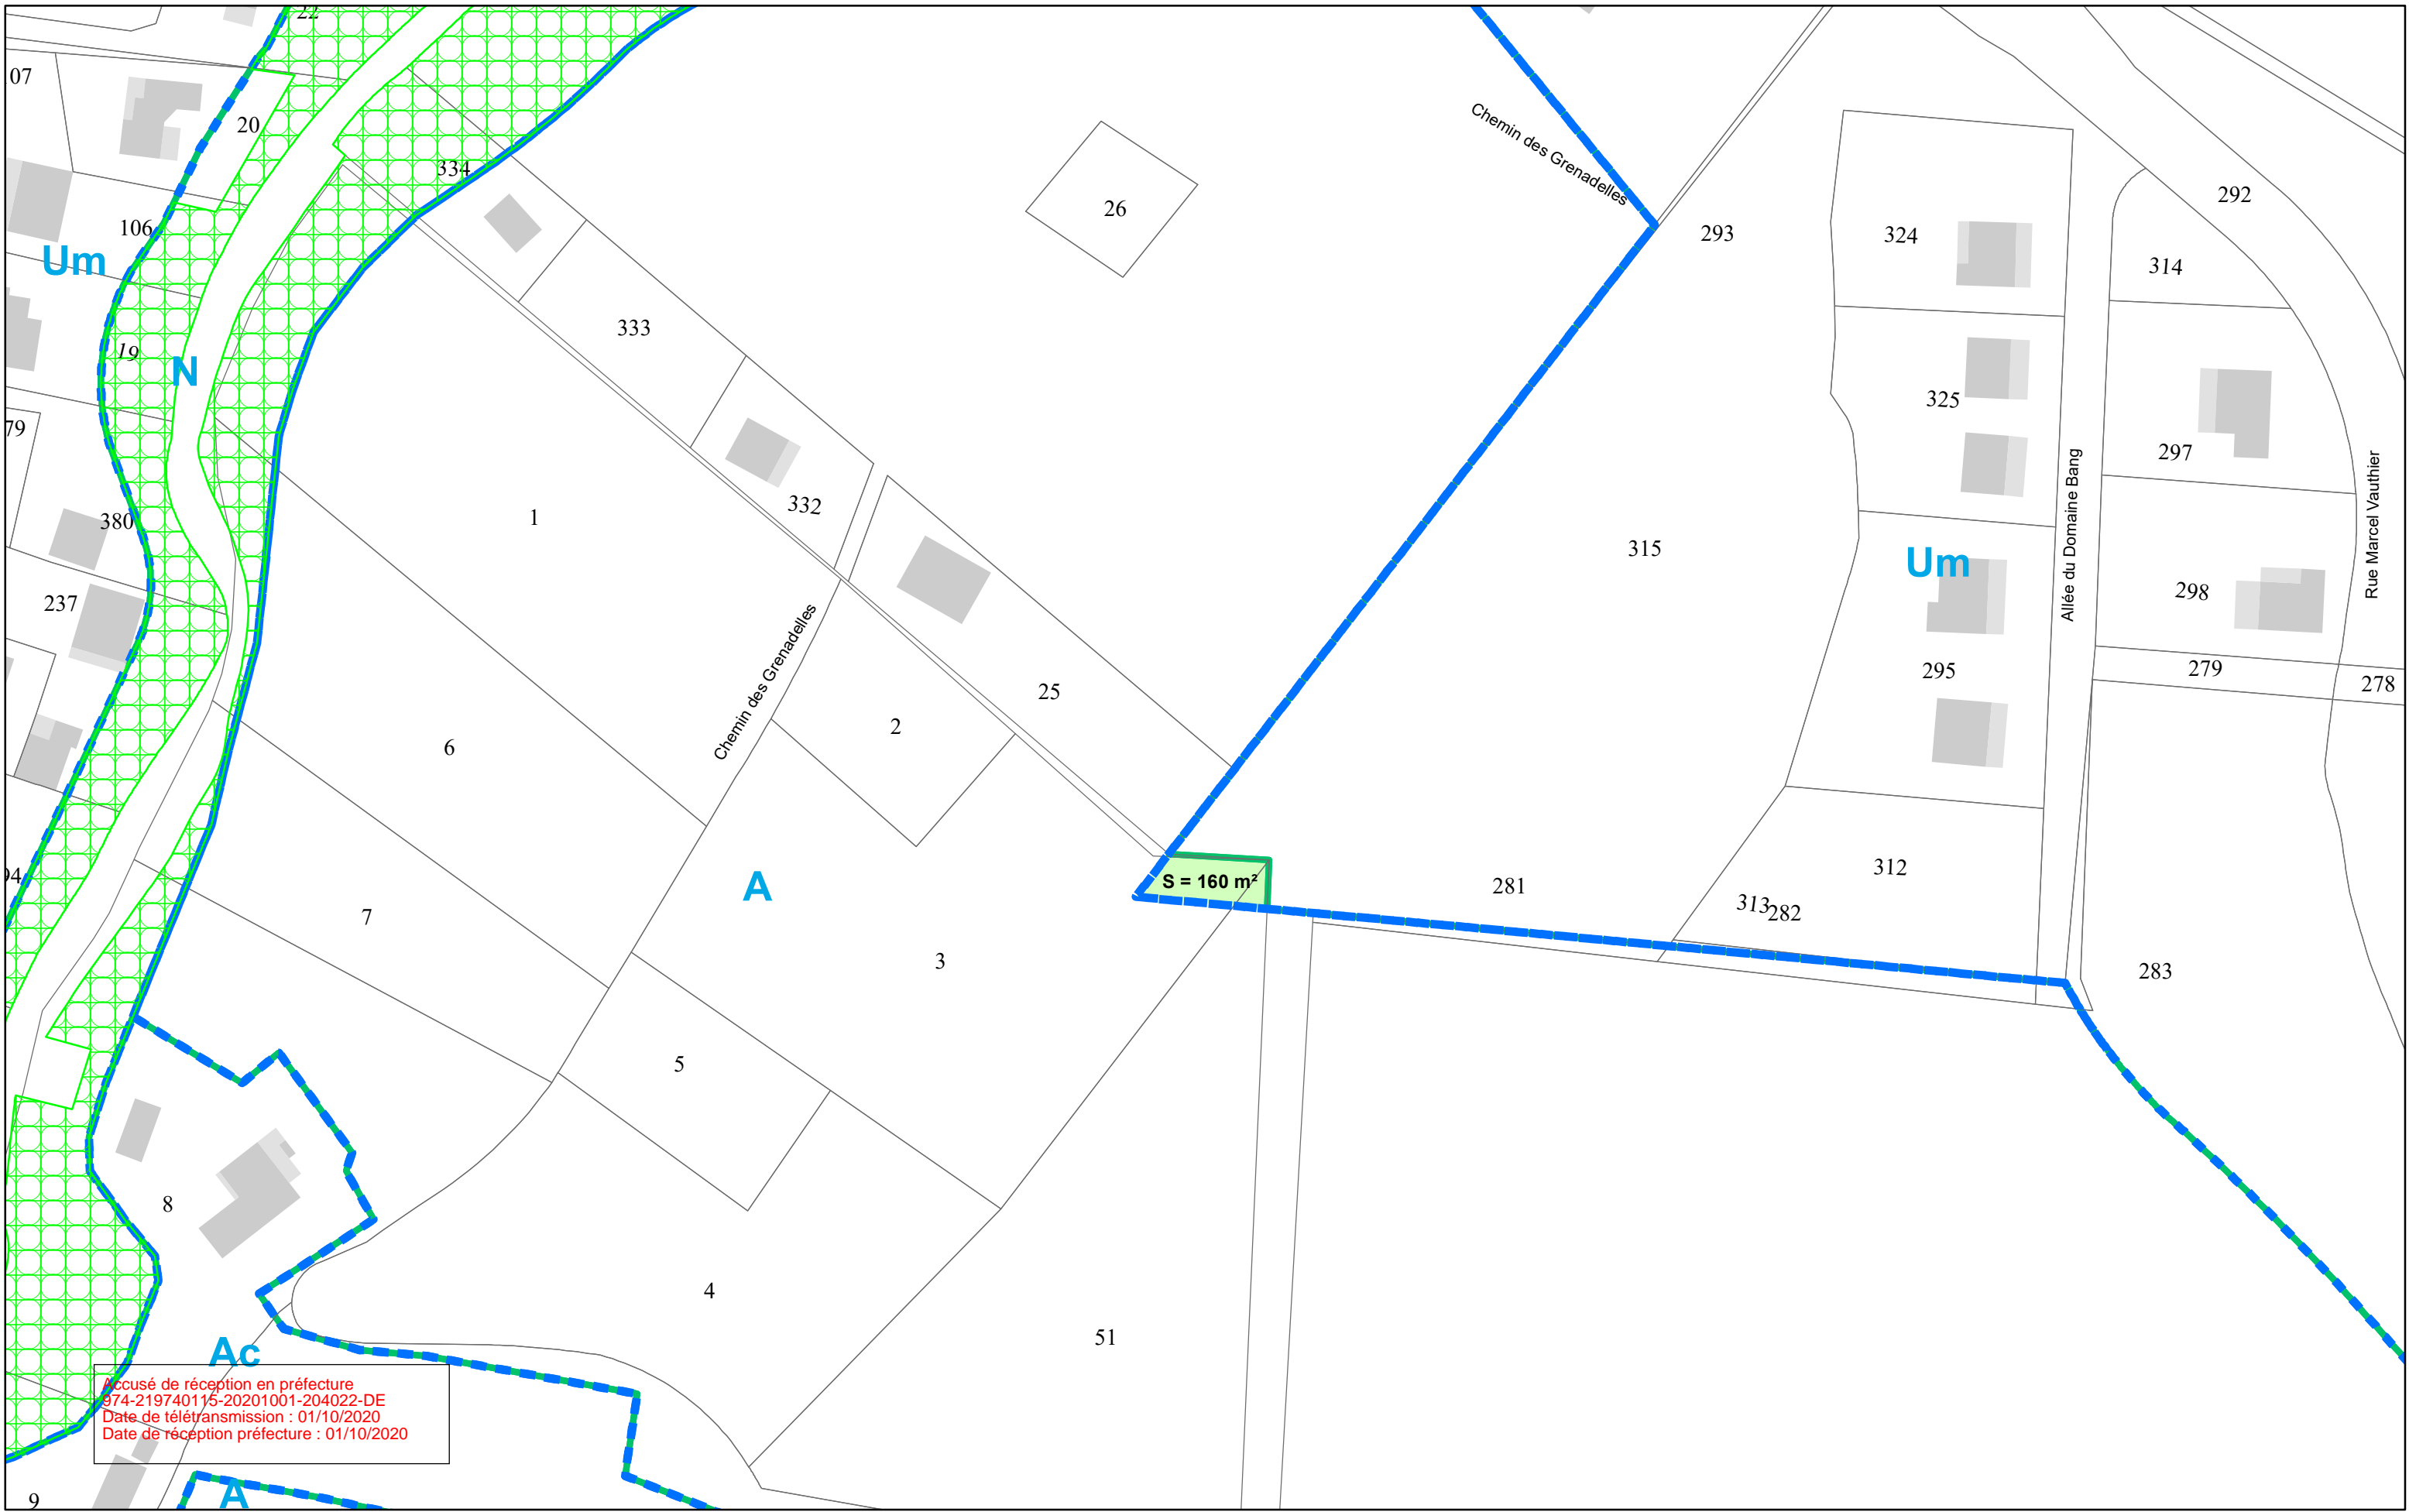 22
07
20
334
Chemin des Grenadelles
26
292
293
324
314
106
Um
333
19
N
325
79
297
Rue Marcel Vauthier
Allée du Domaine Bang
332
1
380
315
Um
237
298
Chemin des Grenadelles
295
279
278
25
2
6
94
A
S = 160 m²
281
312
313
282
7
3
283
5
8
4
51
Ac
Accusé de réception en préfecture
974-219740115-20201001-204022-DE
Date de télétransmission : 01/10/2020
Date de réception préfecture : 01/10/2020
9
A